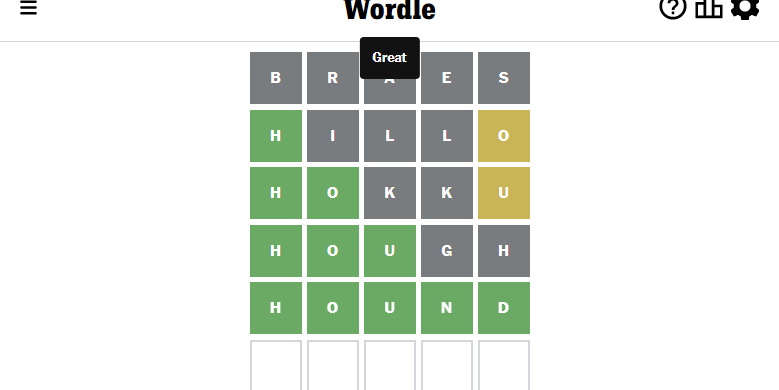 Wordle
Great
B R A E S
H I L L O
H O K K U
H O U G H
H O U N D